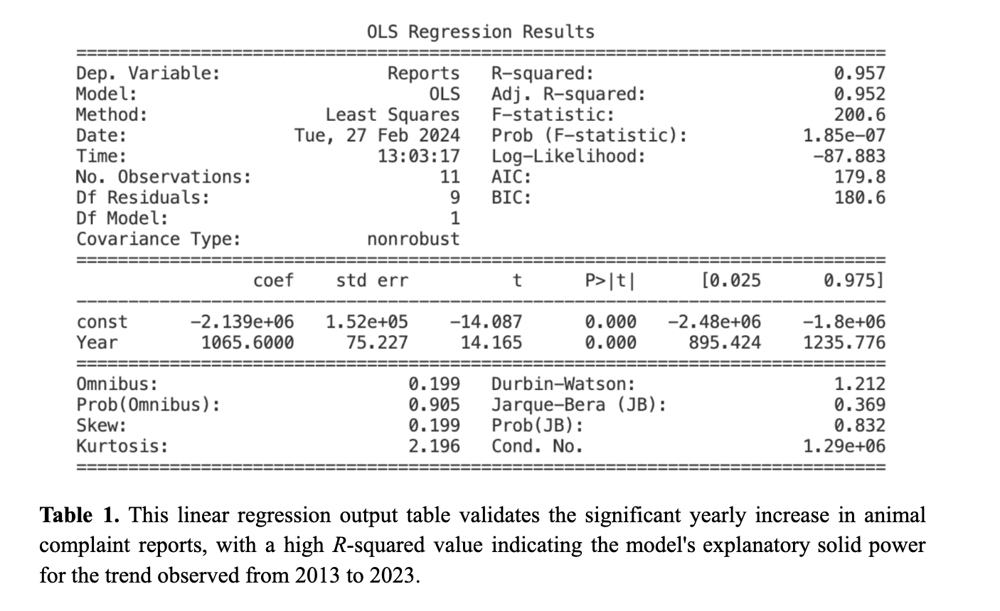 OLS Regression Results
==============================================================================
Dep. Variable: Reports R-squared: 0.957
Model: OLS Adj. R-squared: 0.952
Method: Least Squares F-statistic: 200.6
Date: Tue, 27 Feb 2024 Prob (F-statistic): 1.85e-07
Time: 13:03:17 Log-Likelihood: -87.883
No. Observations: 11 AIC: 179.8
Df Residuals: 9 BIC: 180.6
Df Model: 1
Covariance Type: nonrobust
==============================================================================
coef std err t P>|t| [0.025 0.975]
------------------------------------------------------------------------------
const -2.139e+06 1.52e+05 -14.087 0.000 -2.48e+06 -1.8e+06
Year 1065.6000 75.227 14.165 0.000 895.424 1235.776
==============================================================================
Omnibus: 0.199 Durbin-Watson: 1.212
Prob(Omnibus): 0.905 Jarque-Bera (JB): 0.369
Skew: 0.199 Prob(JB): 0.832
Kurtosis: 2.196 Cond. No. 1.29e+06
==============================================================================
Table 1. This linear regression output table validates the significant yearly increase in animal
complaint reports, with a high R-squared value indicating the model's explanatory solid power
for the trend observed from 2013 to 2023.